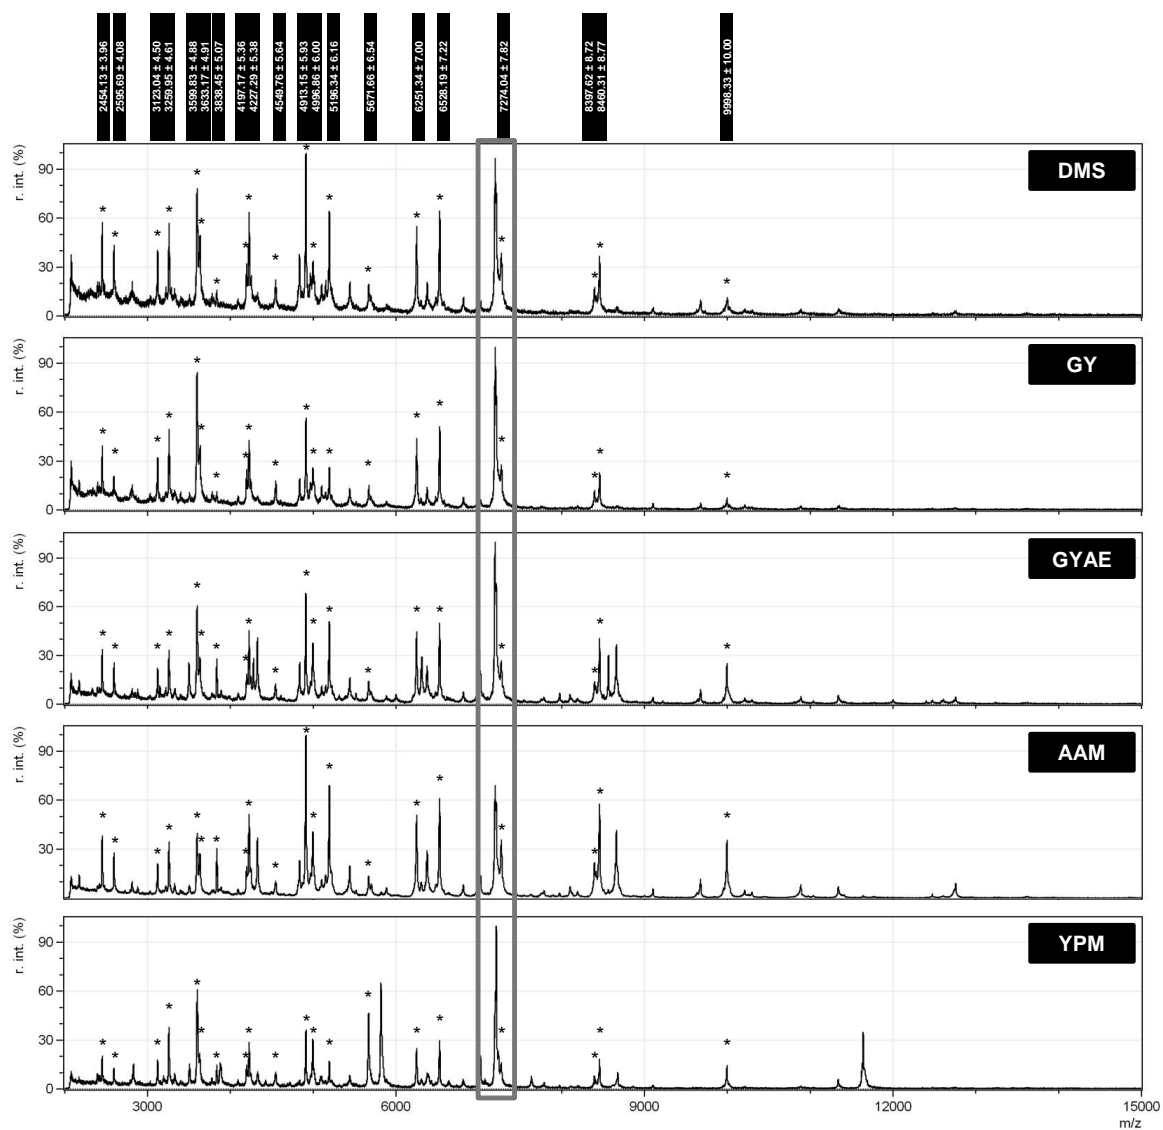 2454.13 ± 3.96
2595.69 ± 4.08
3123.04 ± 4.50
3259.95 ± 4.61
3599.83 ± 4.88
3633.17 ± 4.91
3838.45 ± 5.07
4197.17 ± 5.36
4227.29 ± 5.38
4549.76 ± 5.64
4913.15 ± 5.93
4996.86 ± 6.00
5196.34 ± 6.16
5671.66 ± 6.54
6251.34 ± 7.00
6528.19 ± 7.22
7274.04 ± 7.82
8397.62 ± 8.72
8460.31 ± 8.77
9998.33 ± 10.00
r. int. (%)
90
60
30
0
DMS
* * * * * * * * * * * * * * * * * * * *
r. int. (%)
90
60
30
0
GY
* * * * * * * * * * * * * * * * * * * *
r. int. (%)
90
60
30
0
GYAE
* * * * * * * * * * * * * * * * * * * *
r. int. (%)
90
60
30
AAM
* * * * * * * * * * * * * * * * * * * *
r. int. (%)
90
60
30
0
YPM
* * * * * * * * * * * * * * * * * * * *
3000 6000 9000 12000 15000
m/z